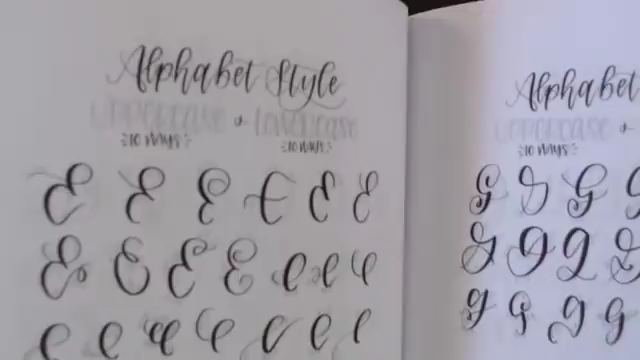 Alphabet Style
UPPERCASE + LOWERCASE
:10 WAYS: :10 WAYS:
E E E E E E
E E E E e e e
e e e e e e e
Alphabet
UPPERCASE +
:10 WAYS:
G G G G
G G G G
g g g g